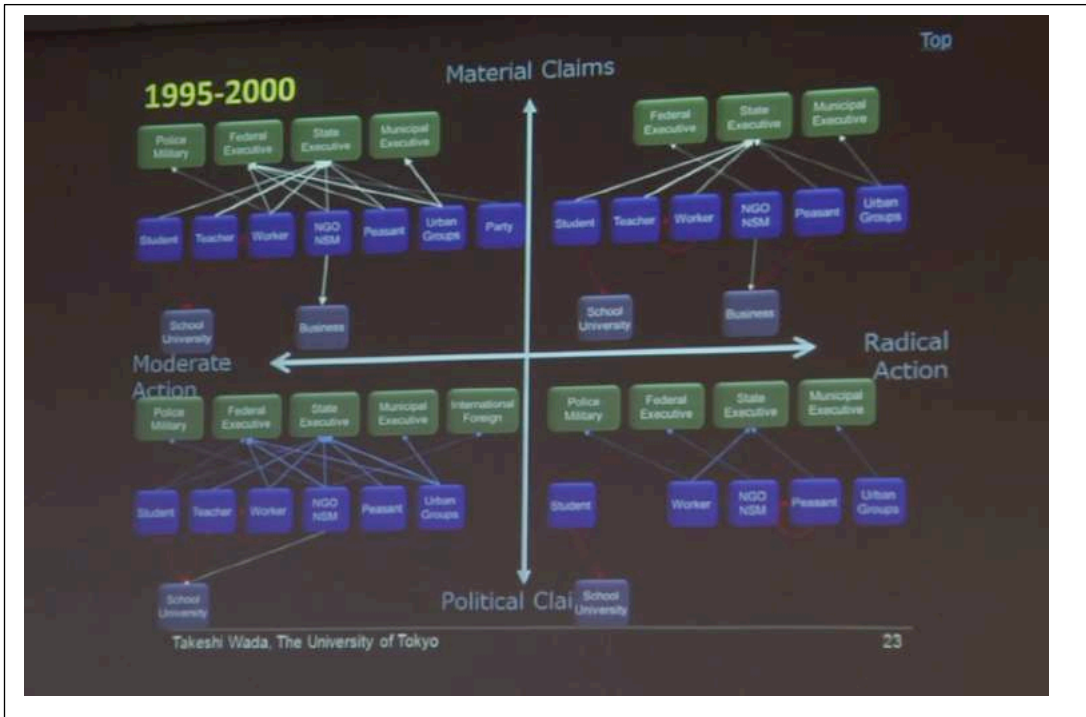 Top
1995-2000
Material Claims
Police
Military
Federal
Executive
State
Executive
Municipal
Executive
Student
Teacher
Worker
NGO
NSM
Peasant
Urban
Groups
Party
School
University
Business
Federal
Executive
State
Executive
Municipal
Executive
Student
Teacher
Worker
NGO
NSM
Peasant
Urban
Groups
School
University
Business
Moderate
Action
Radical
Action
Police
Military
Federal
Executive
State
Executive
Municipal
Executive
International
Foreign
Student
Teacher
Worker
NGO
NSM
Peasant
Urban
Groups
School
University
Police
Military
Federal
Executive
State
Executive
Municipal
Executive
Student
Worker
NGO
NSM
Peasant
Urban
Groups
School
University
Political Clai
Takeshi Wada, The University of Tokyo
23